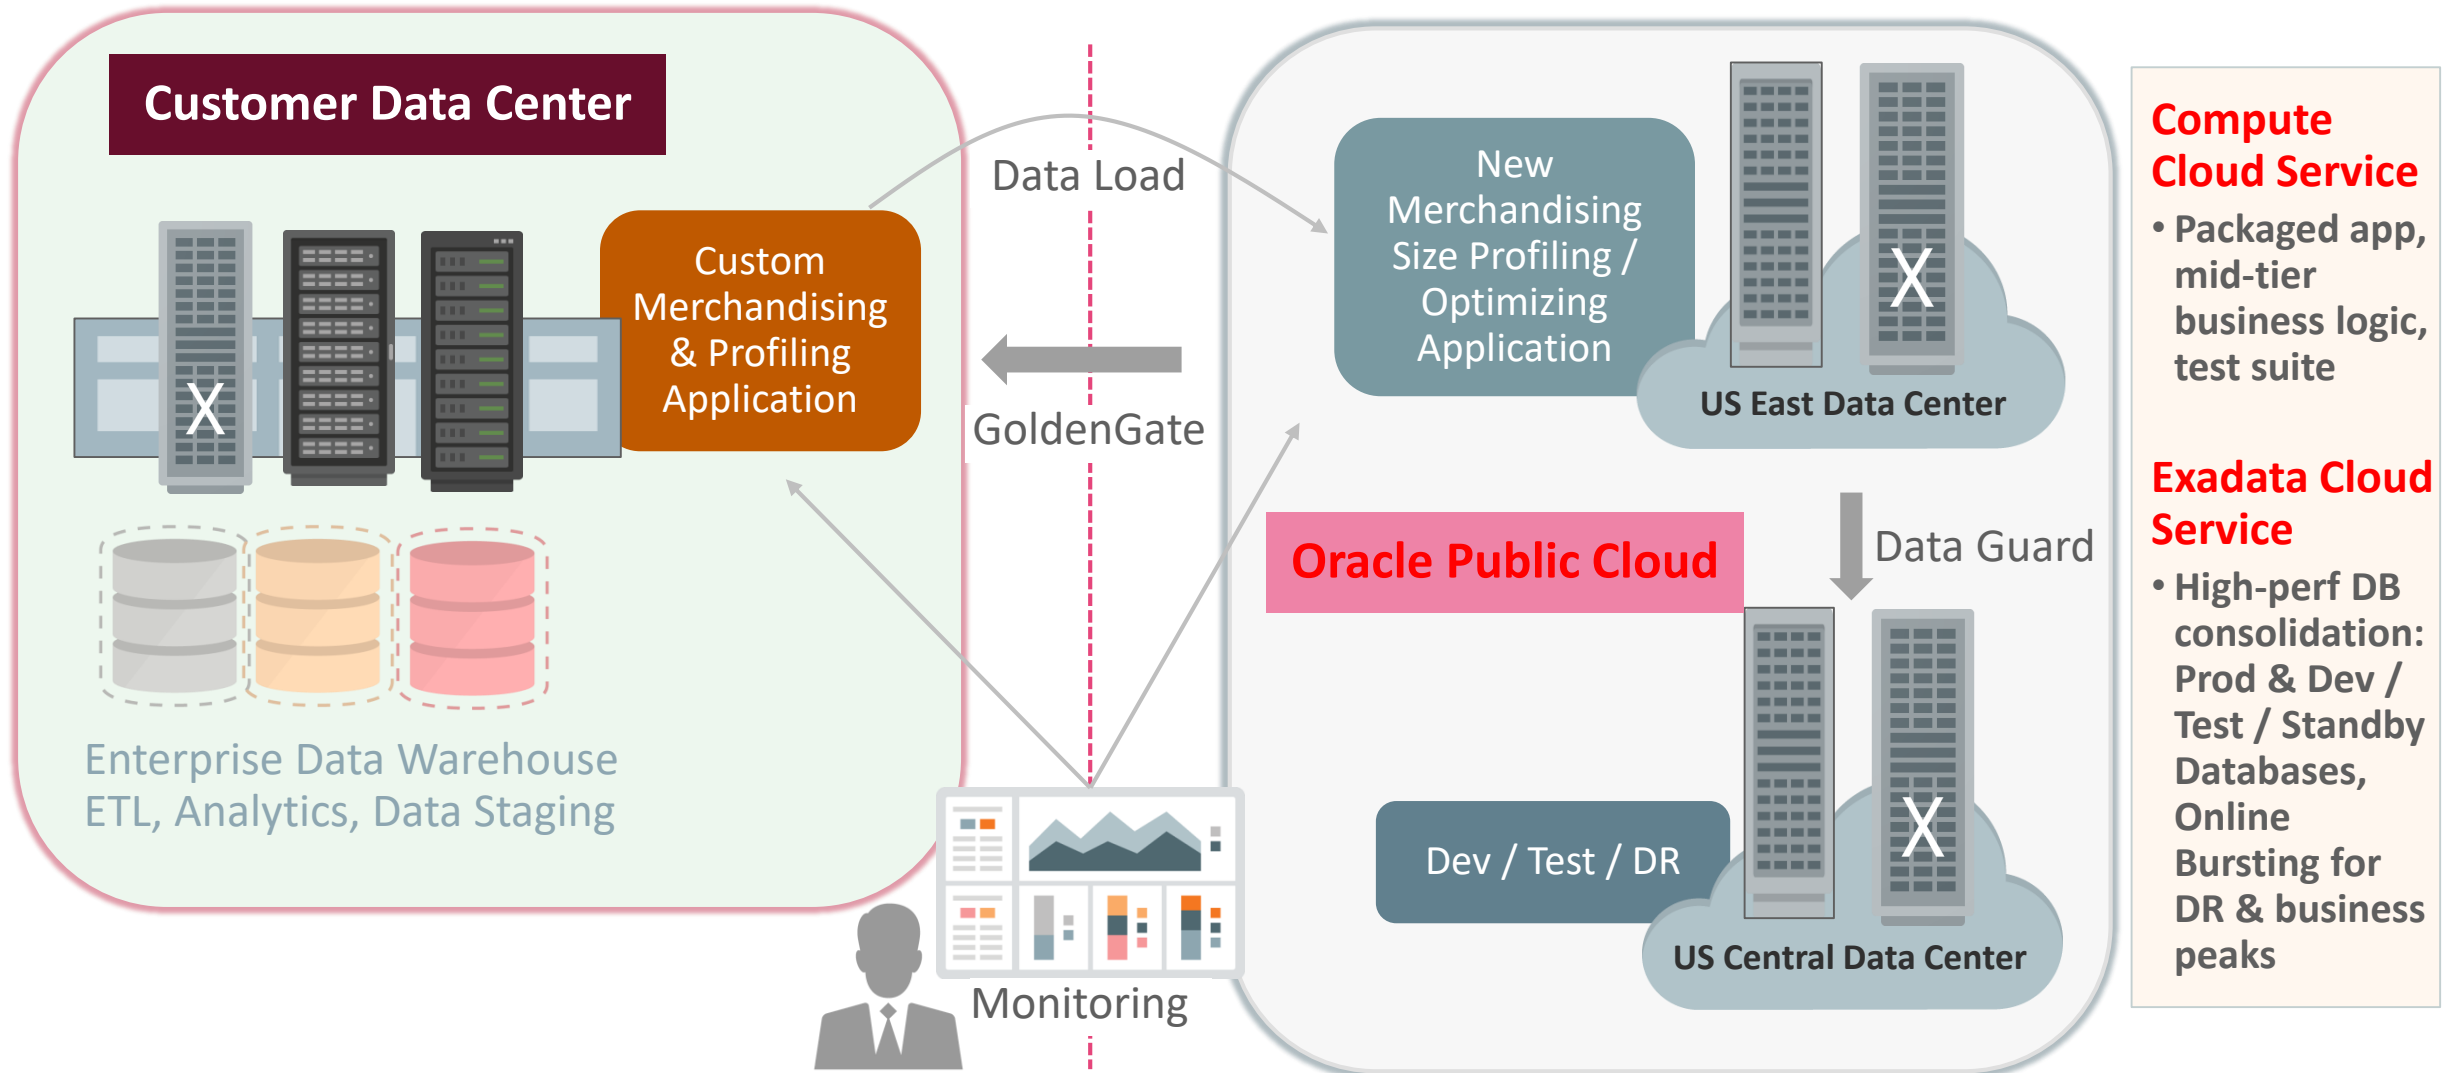 Customer Data Center
Custom
Merchandising
& Profiling
Application
X
Enterprise Data Warehouse
ETL, Analytics, Data Staging
Data Load
GoldenGate
Monitoring
New
Merchandising
Size Profiling /
Optimizing
Application
X
US East Data Center
Oracle Public Cloud
Data Guard
Dev / Test / DR
X
US Central Data Center
Compute
Cloud Service
• Packaged app,
mid-tier
business logic,
test suite
Exadata Cloud
Service
• High-perf DB
consolidation:
Prod & Dev /
Test / Standby
Databases,
Online
Bursting for
DR & business
peaks